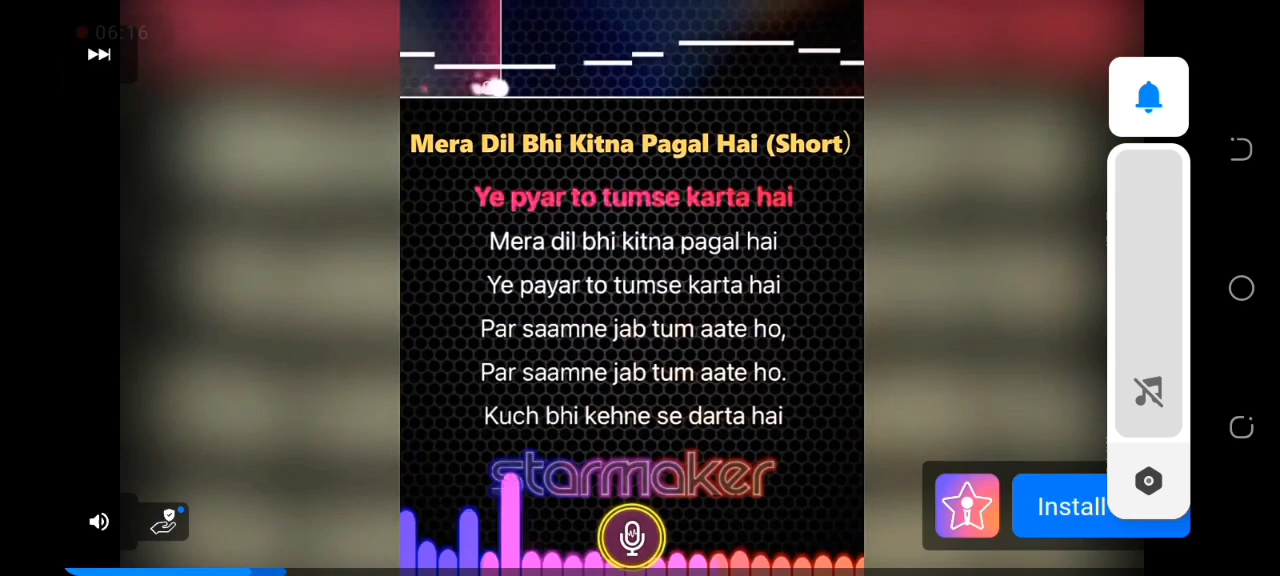 06:16
Mera Dil Bhi Kitna Pagal Hai (Short)
Ye pyar to tumse karta hai
Mera dil bhi kitna pagal hai
Ye payar to tumse karta hai
Par saamne jab tum aate ho,
Par saamne jab tum aate ho.
Kuch bhi kehne se darta hai
starmaker
Install